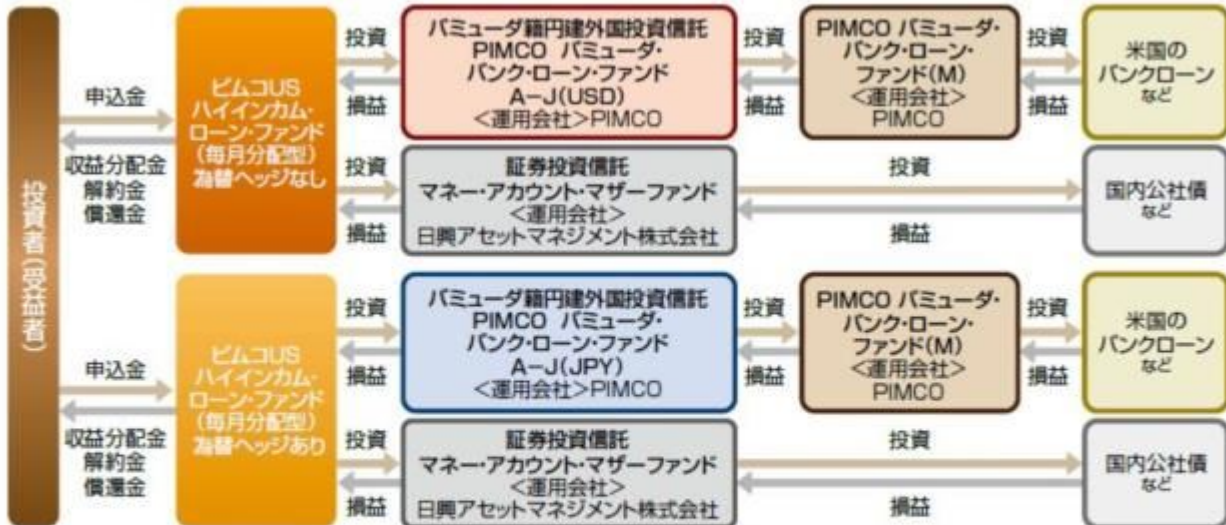 投資者(受益者)
申込金
収益分配金
解約金
償還金
ピムコUS
ハイインカム・
ローン・ファンド
(毎月分配型)
為替ヘッジなし
投資
損益
バミューダ籍円建外国投資信託
PIMCO バミューダ・
バンク・ローン・ファンド
A-J(USD)
<運用会社>PIMCO
投資
損益
PIMCO バミューダ・
バンク・ローン・
ファンド(M)
<運用会社>
PIMCO
投資
損益
米国の
バンクローン
など
投資
損益
証券投資信託
マネー・アカウント・マザーファンド
<運用会社>
日興アセットマネジメント株式会社
投資
損益
国内公社債
など
申込金
収益分配金
解約金
償還金
ピムコUS
ハイインカム・
ローン・ファンド
(毎月分配型)
為替ヘッジあり
投資
損益
バミューダ籍円建外国投資信託
PIMCO バミューダ・
バンク・ローン・ファンド
A-J(JPY)
<運用会社>PIMCO
投資
損益
PIMCO バミューダ・
バンク・ローン・
ファンド(M)
<運用会社>
PIMCO
投資
損益
米国の
バンクローン
など
投資
損益
証券投資信託
マネー・アカウント・マザーファンド
<運用会社>
日興アセットマネジメント株式会社
投資
損益
国内公社債
など